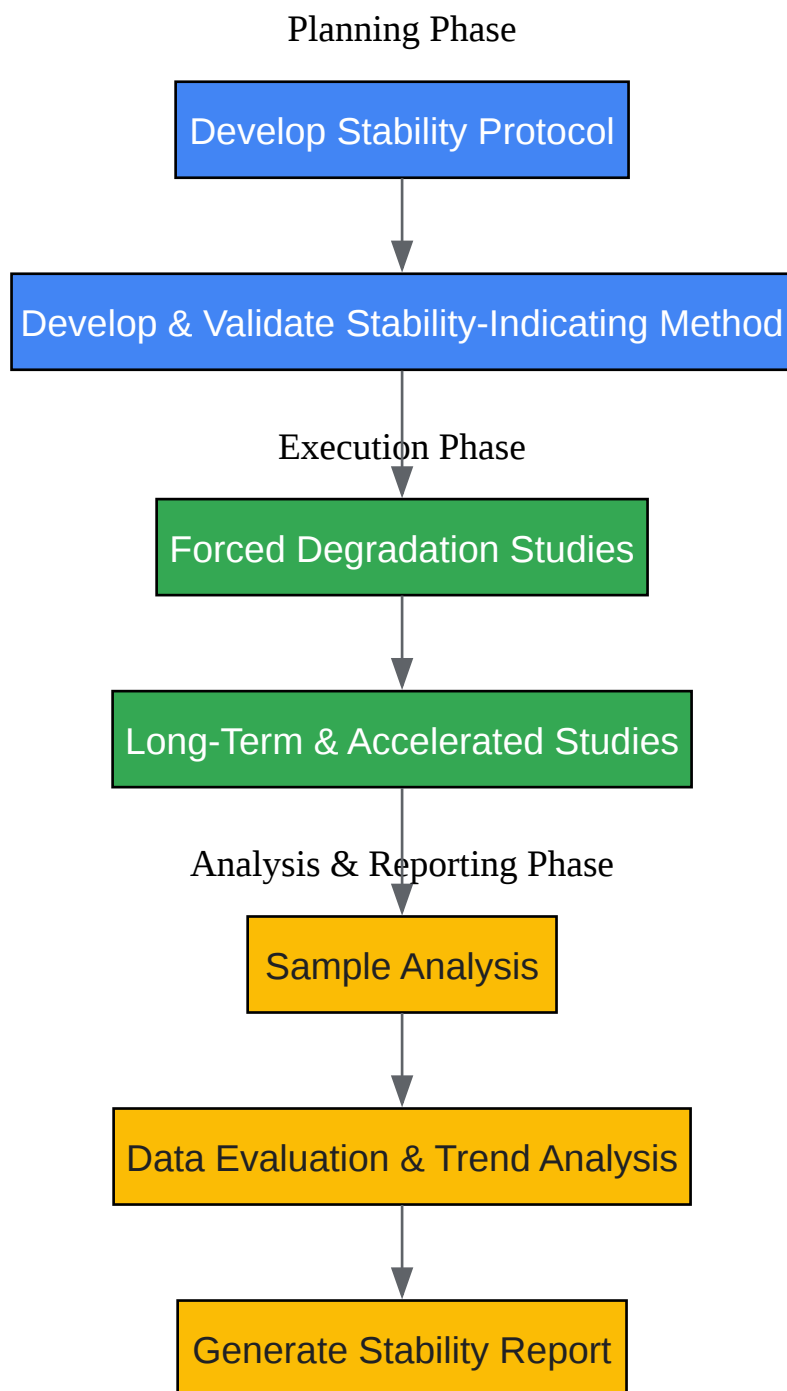 Planning Phase
Develop Stability Protocol
Develop & Validate Stability-Indicating Method
Execution Phase
Forced Degradation Studies
Long-Term & Accelerated Studies
Analysis & Reporting Phase
Sample Analysis
Data Evaluation & Trend Analysis
Generate Stability Report